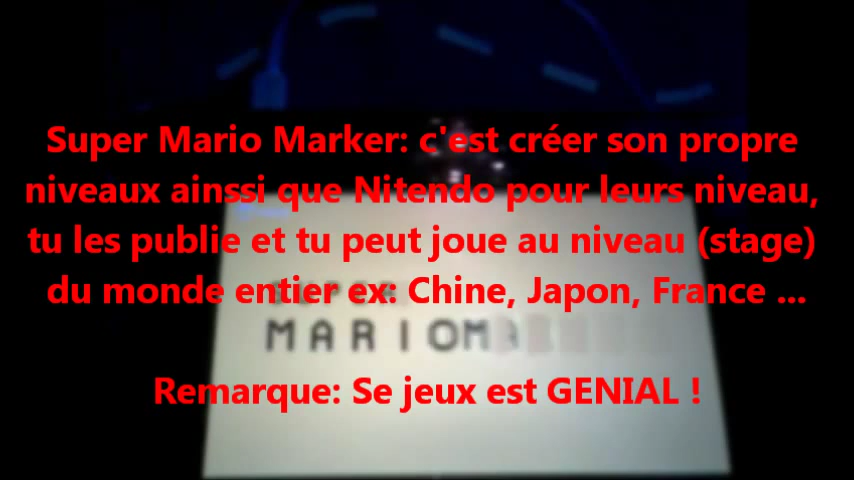 Super Mario Marker: c'est créer son propre
niveaux ainssi que Nitendo pour leurs niveau,
tu les publie et tu peut joue au niveau (stage)
du monde entier ex: Chine, Japon, France ...
SUPER
MARIOM
Remarque: Se jeux est GENIAL !